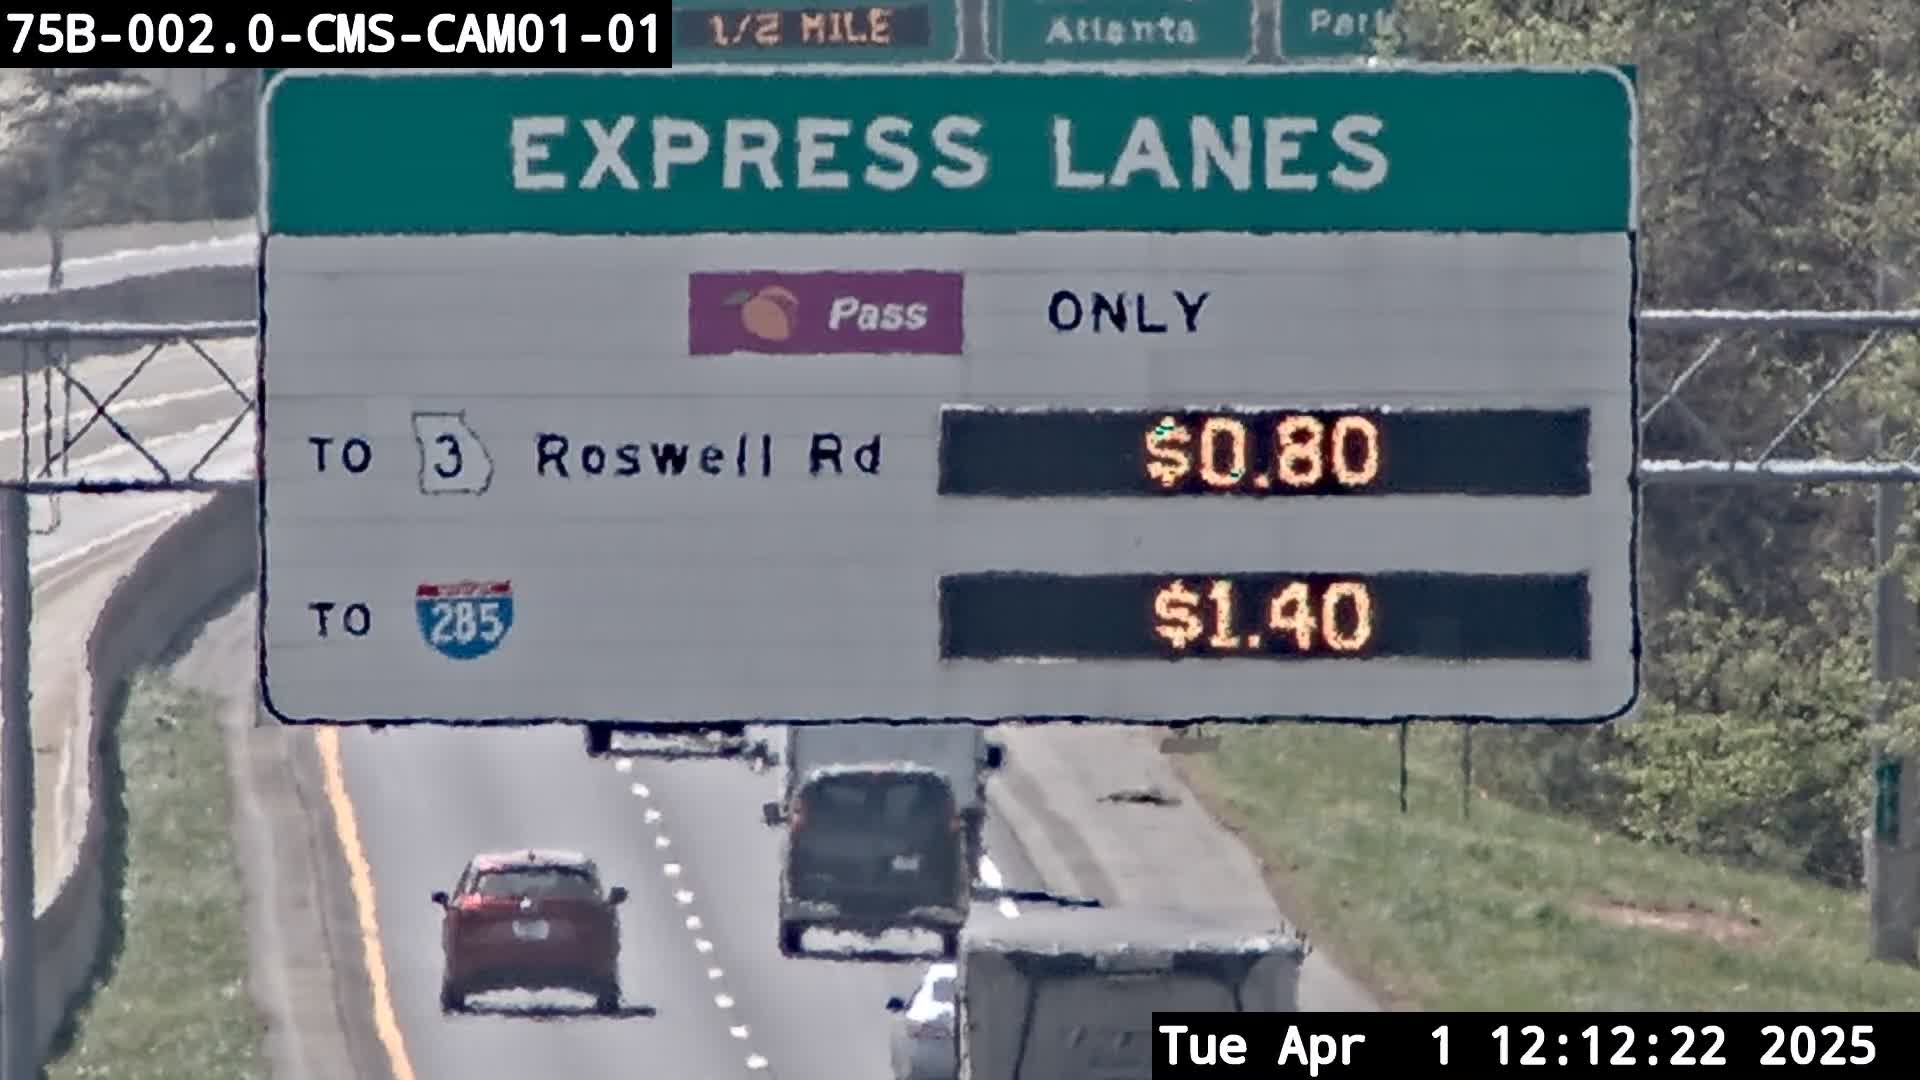 75B-002.0-CMS-CAM01-01
1/2 MILE
Atlanta
EXPRESS LANES
Pass ONLY
TO 3 Roswell Rd $0.80
TO 285 $1.40
Tue Apr 1 12:12:22 2025